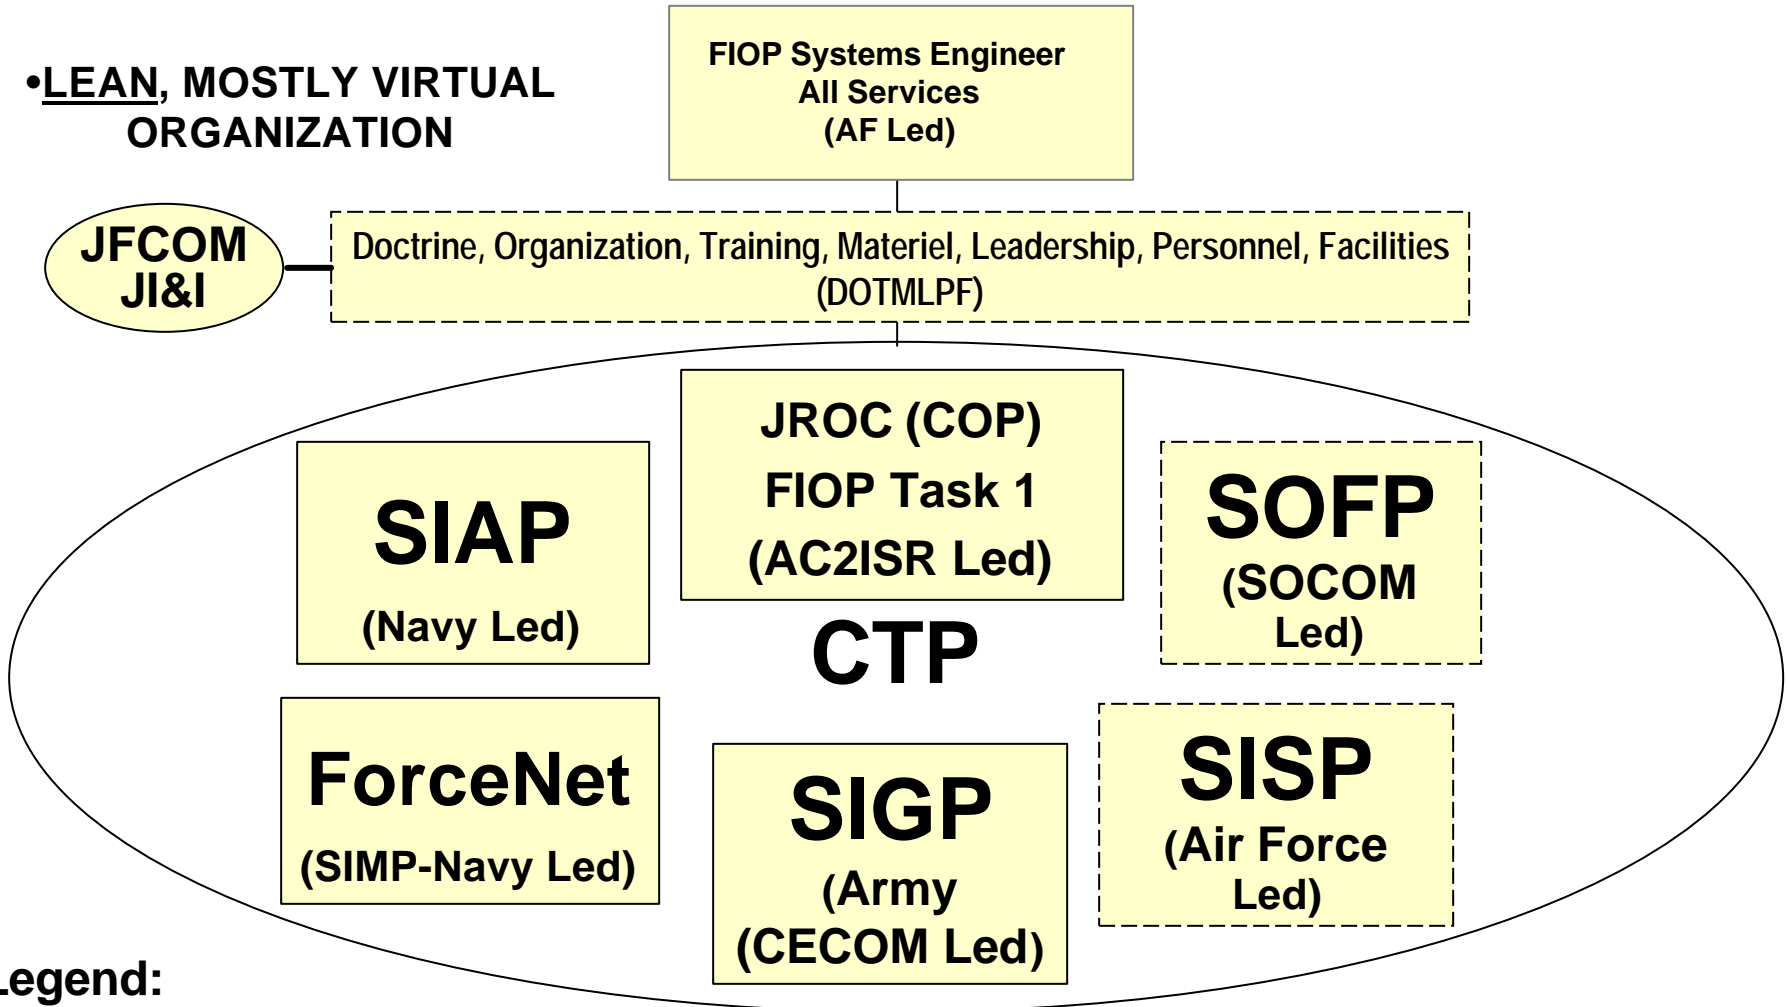 •LEAN, MOSTLY VIRTUAL
ORGANIZATION
FIOP Systems Engineer
All Services
(AF Led)
JFCOM
JI&I
Doctrine, Organization, Training, Materiel, Leadership, Personnel, Facilities
(DOTMLPF)
JROC (COP)
FIOP Task 1
(AC2ISR Led)
SIAP
(Navy Led)
SOFP
(SOCOM
Led)
CTP
ForceNet
(SIMP-Navy Led)
SIGP
(Army
(CECOM Led)
SISP
(Air Force
Led)
Legend: